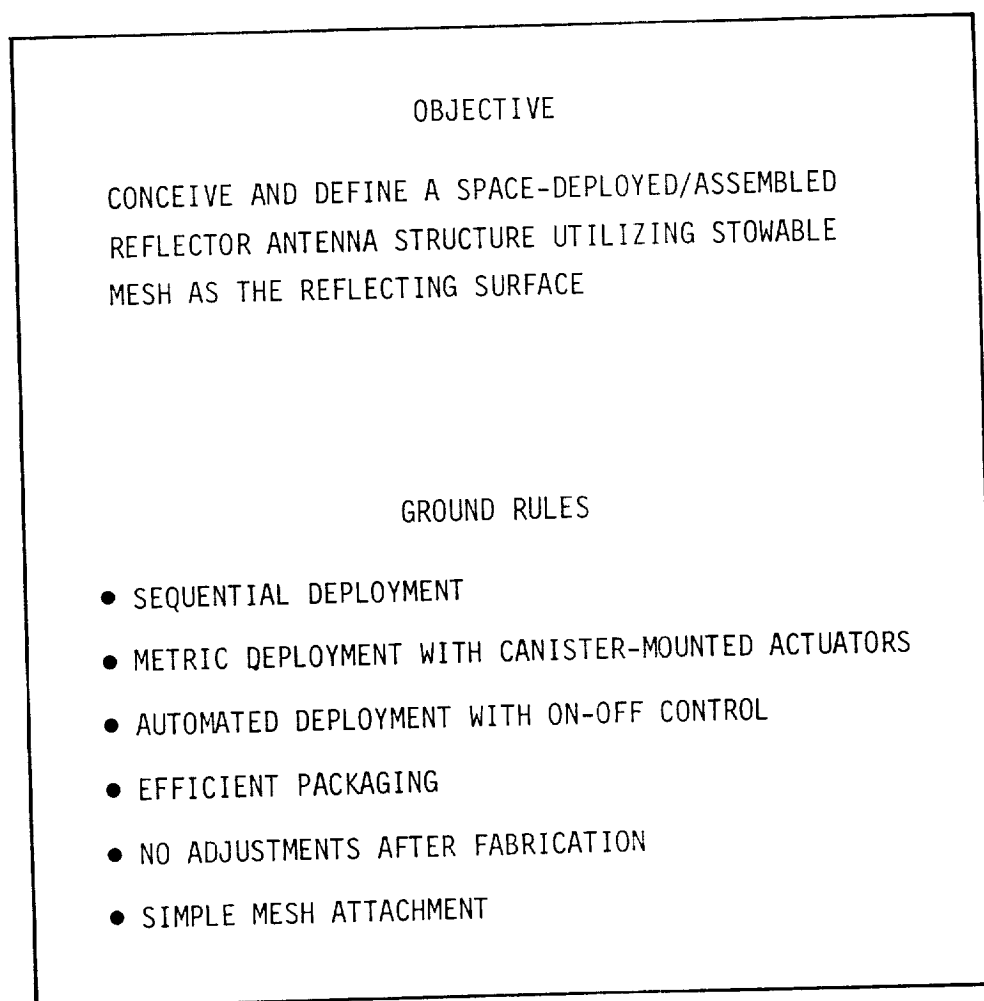 OBJECTIVE
CONCEIVE AND DEFINE A SPACE-DEPLOYED/ASSEMBLED
REFLECTOR ANTENNA STRUCTURE UTILIZING STOWABLE
MESH AS THE REFLECTING SURFACE
GROUND RULES
● SEQUENTIAL DEPLOYMENT
● METRIC DEPLOYMENT WITH CANISTER-MOUNTED ACTUATORS
● AUTOMATED DEPLOYMENT WITH ON-OFF CONTROL
● EFFICIENT PACKAGING
● NO ADJUSTMENTS AFTER FABRICATION
● SIMPLE MESH ATTACHMENT